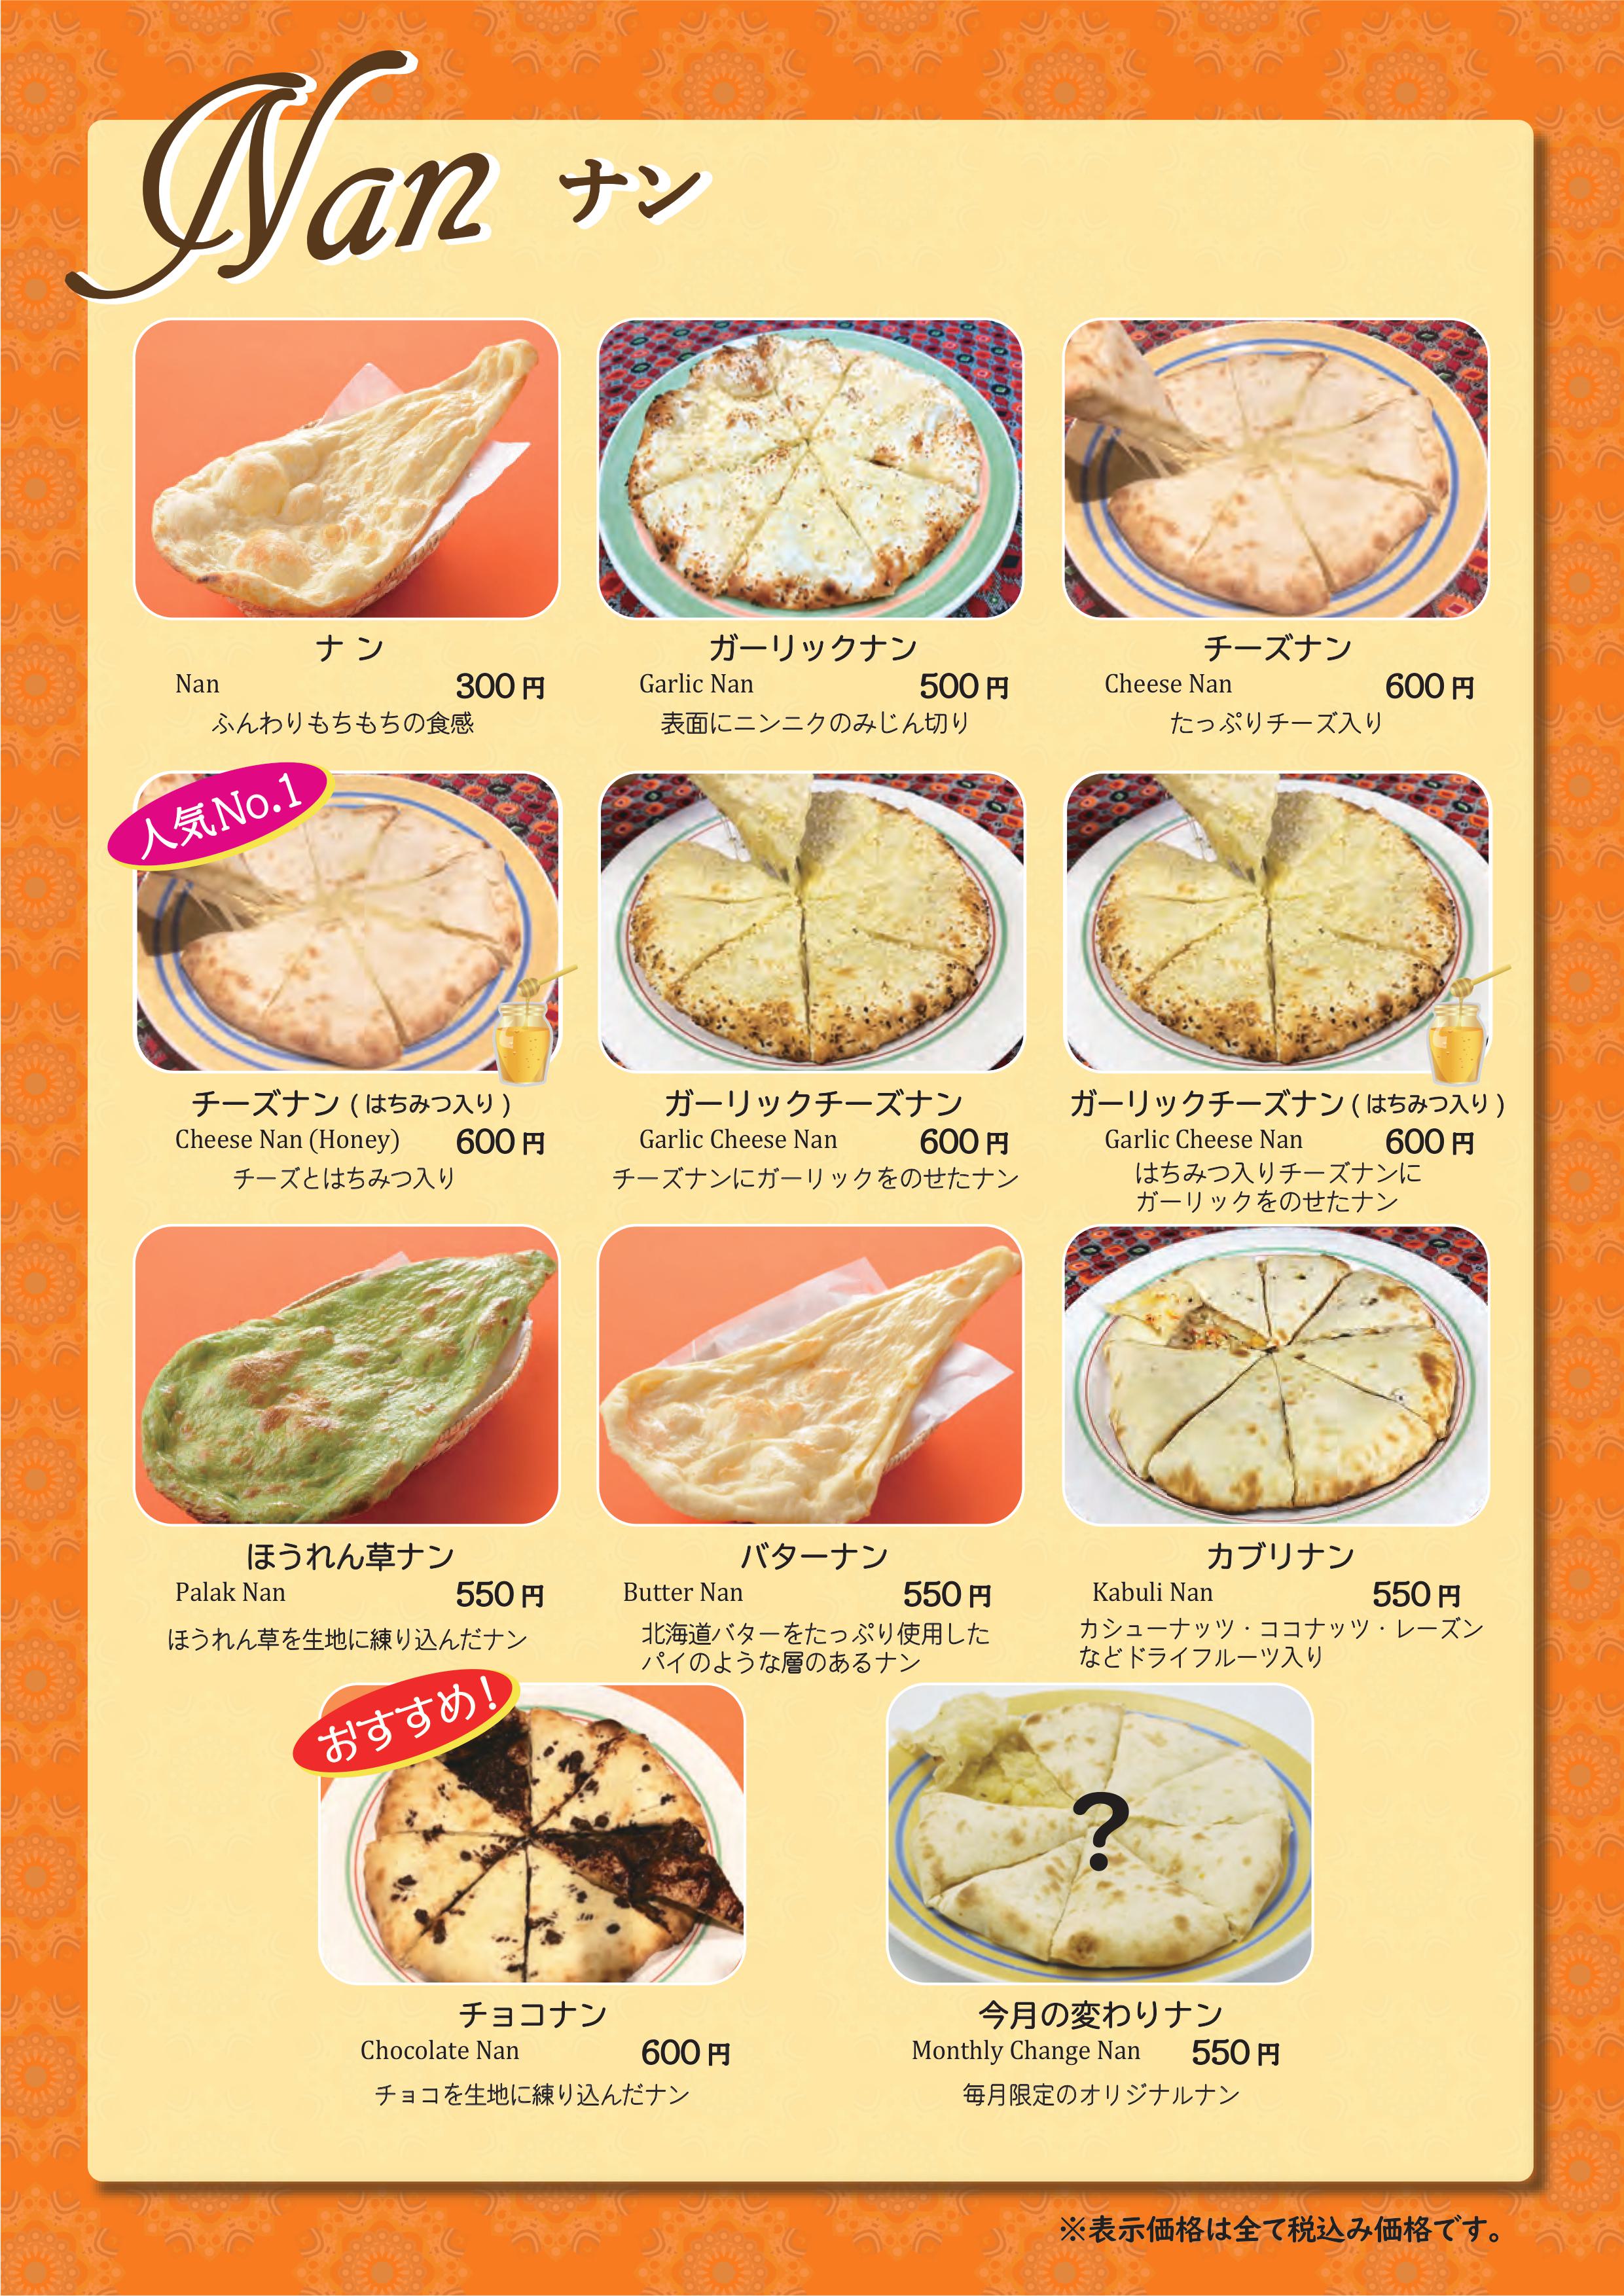 Nan ナン
ナン
Nan 300円
ふんわりもちもちの食感
ガーリックナン
Garlic Nan 500円
表面にニンニクのみじん切り
チーズナン
Cheese Nan 600円
たっぷりチーズ入り
人気No.1
チーズナン(はちみつ入り)
Cheese Nan (Honey) 600円
チーズとはちみつ入り
ガーリックチーズナン
Garlic Cheese Nan 600円
チーズナンにガーリックをのせたナン
ガーリックチーズナン(はちみつ入り)
Garlic Cheese Nan 600円
はちみつ入りチーズナンに
ガーリックをのせたナン
ほうれん草ナン
Palak Nan 550円
ほうれん草を生地に練り込んだナン
バターナン
Butter Nan 550円
北海道バターをたっぷり使用した
パイのような層のあるナン
カブリナン
Kabuli Nan 550円
カシューナッツ・ココナッツ・レーズン
などドライフルーツ入り
おすすめ!
チョコナン
Chocolate Nan 600円
チョコを生地に練り込んだナン
?
今月の変わりナン
Monthly Change Nan 550円
毎月限定のオリジナルナン
※表示価格は全て税込み価格です。